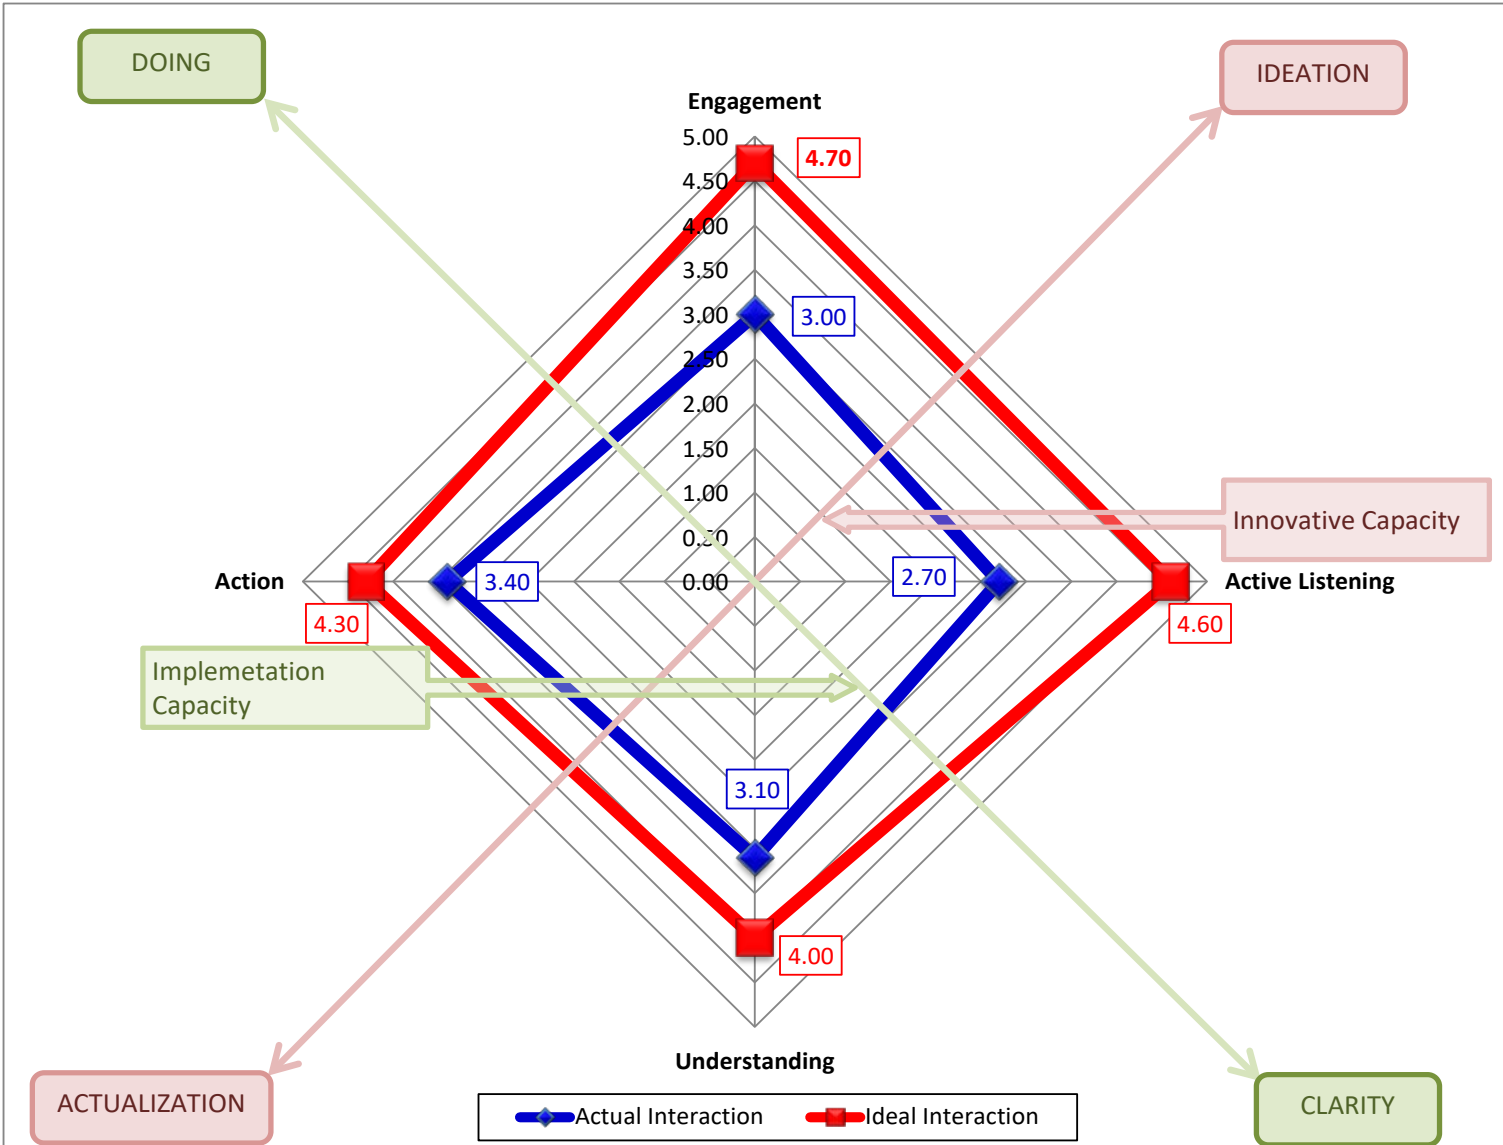 DOING
IDEATION
Engagement
5.00
4.70
4.50
4.00
3.50
3.00
3.00
2.50
2.00
1.50
1.00
Innovative Capacity
0.50
Action
3.40
0.00
2.70
Active Listening
4.30
4.60
Implemetation
Capacity
3.10
4.00
Understanding
ACTUALIZATION
Actual Interaction
Ideal Interaction
CLARITY